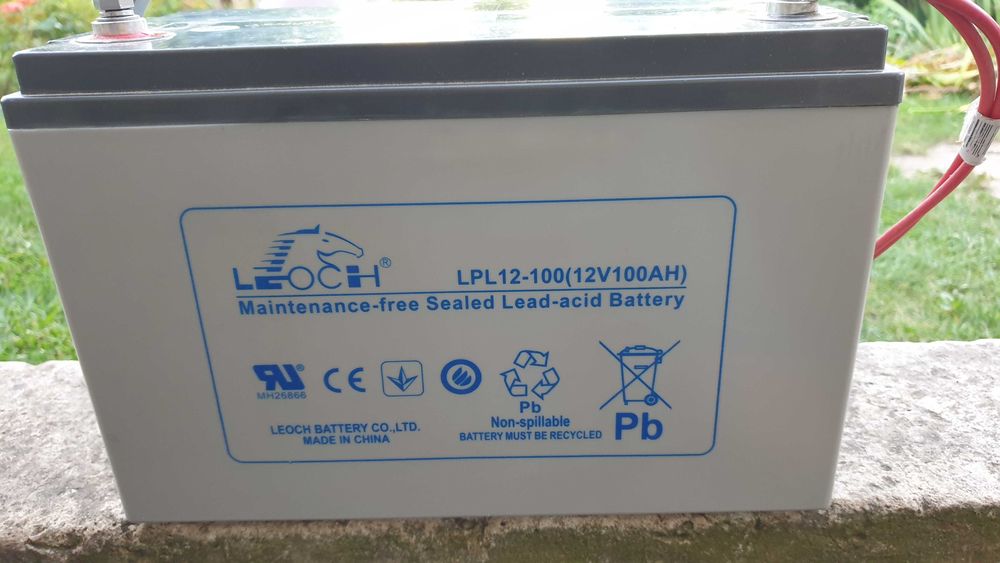 LEOCH®
LPL12-100(12V100AH)
Maintenance-free Sealed Lead-acid Battery
MH26866
CE
Pb
Non-spillable
BATTERY MUST BE RECYCLED
Pb
LEOCH BATTERY CO.,LTD.
MADE IN CHINA